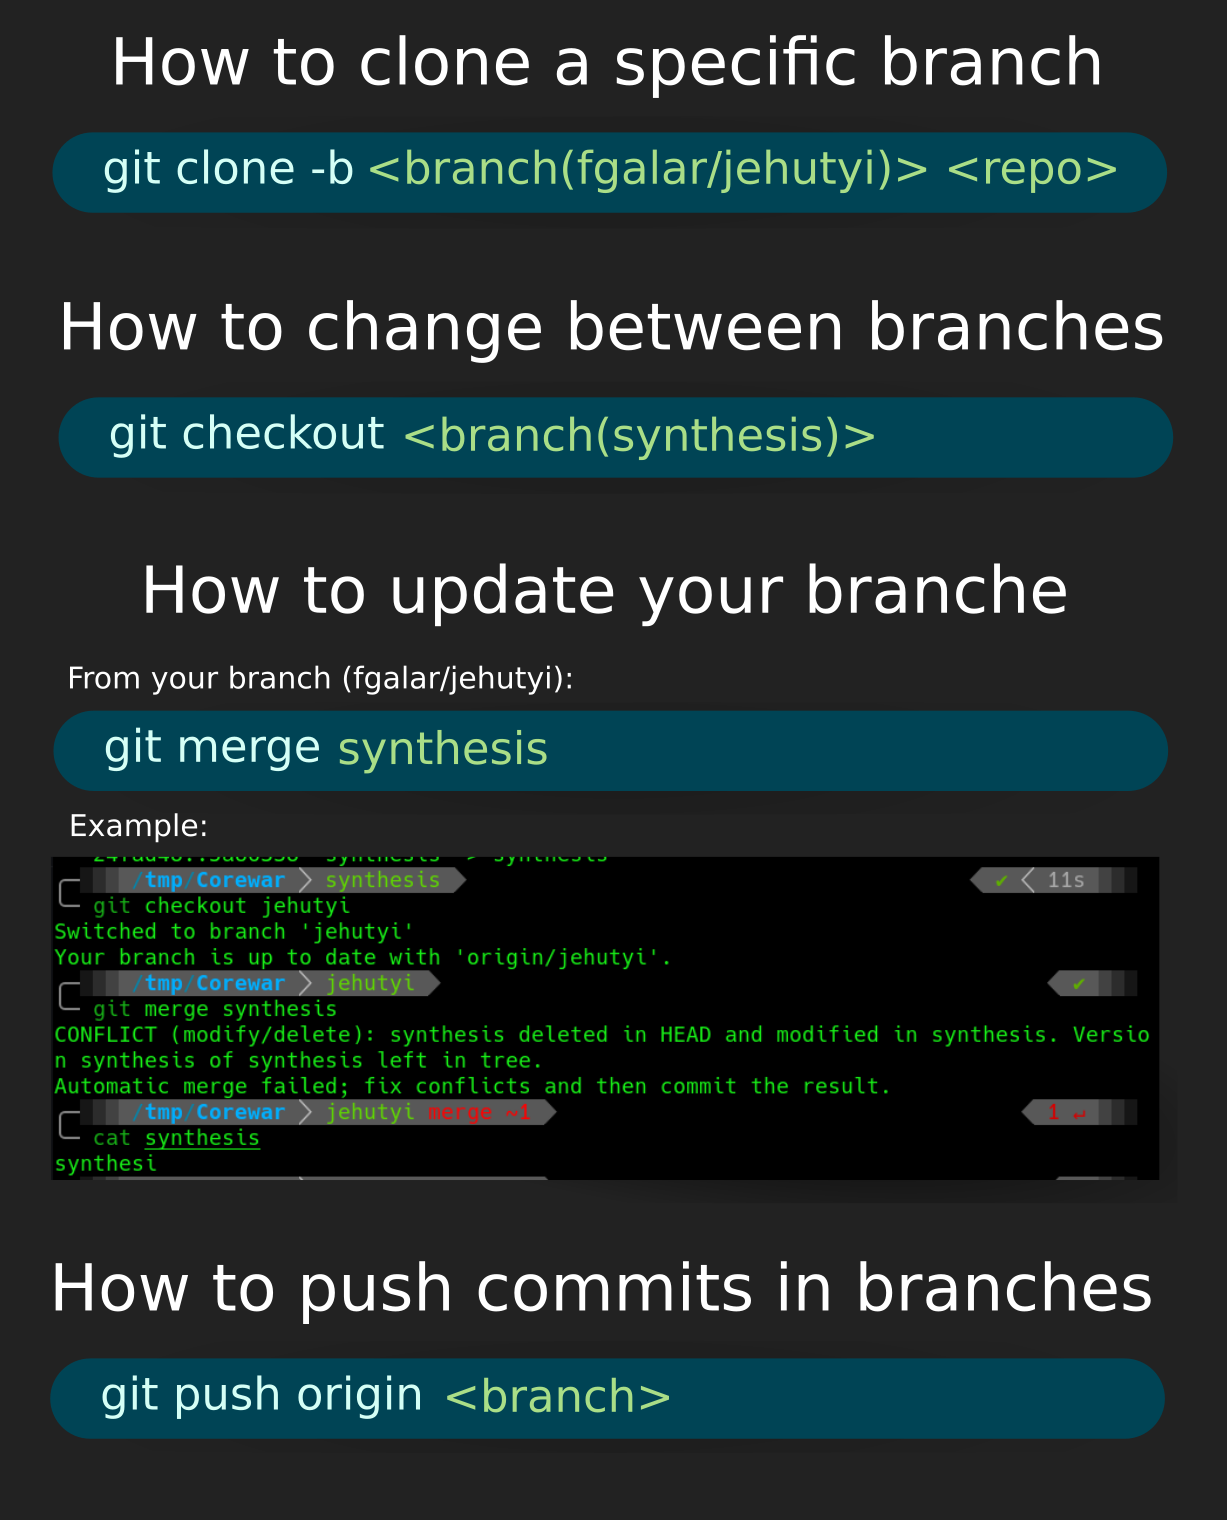 How to clone a specific branch
git clone -b <branch(fgalar/jehutyi)> <repo>
How to change between branches
git checkout <branch(synthesis)>
How to update your branche
From your branch (fgalar/jehutyi):
git merge synthesis
Example:
synthesis -> synthesis
/tmp/Corewar synthesis ✔ 11s
git checkout jehutyi
Switched to branch 'jehutyi'
Your branch is up to date with 'origin/jehutyi'.
/tmp/Corewar jehutyi ✔
git merge synthesis
CONFLICT (modify/delete): synthesis deleted in HEAD and modified in synthesis. Versio
n synthesis of synthesis left in tree.
Automatic merge failed; fix conflicts and then commit the result.
/tmp/Corewar jehutyi merge ~1 1 ↵
cat synthesis
synthesi
How to push commits in branches
git push origin <branch>